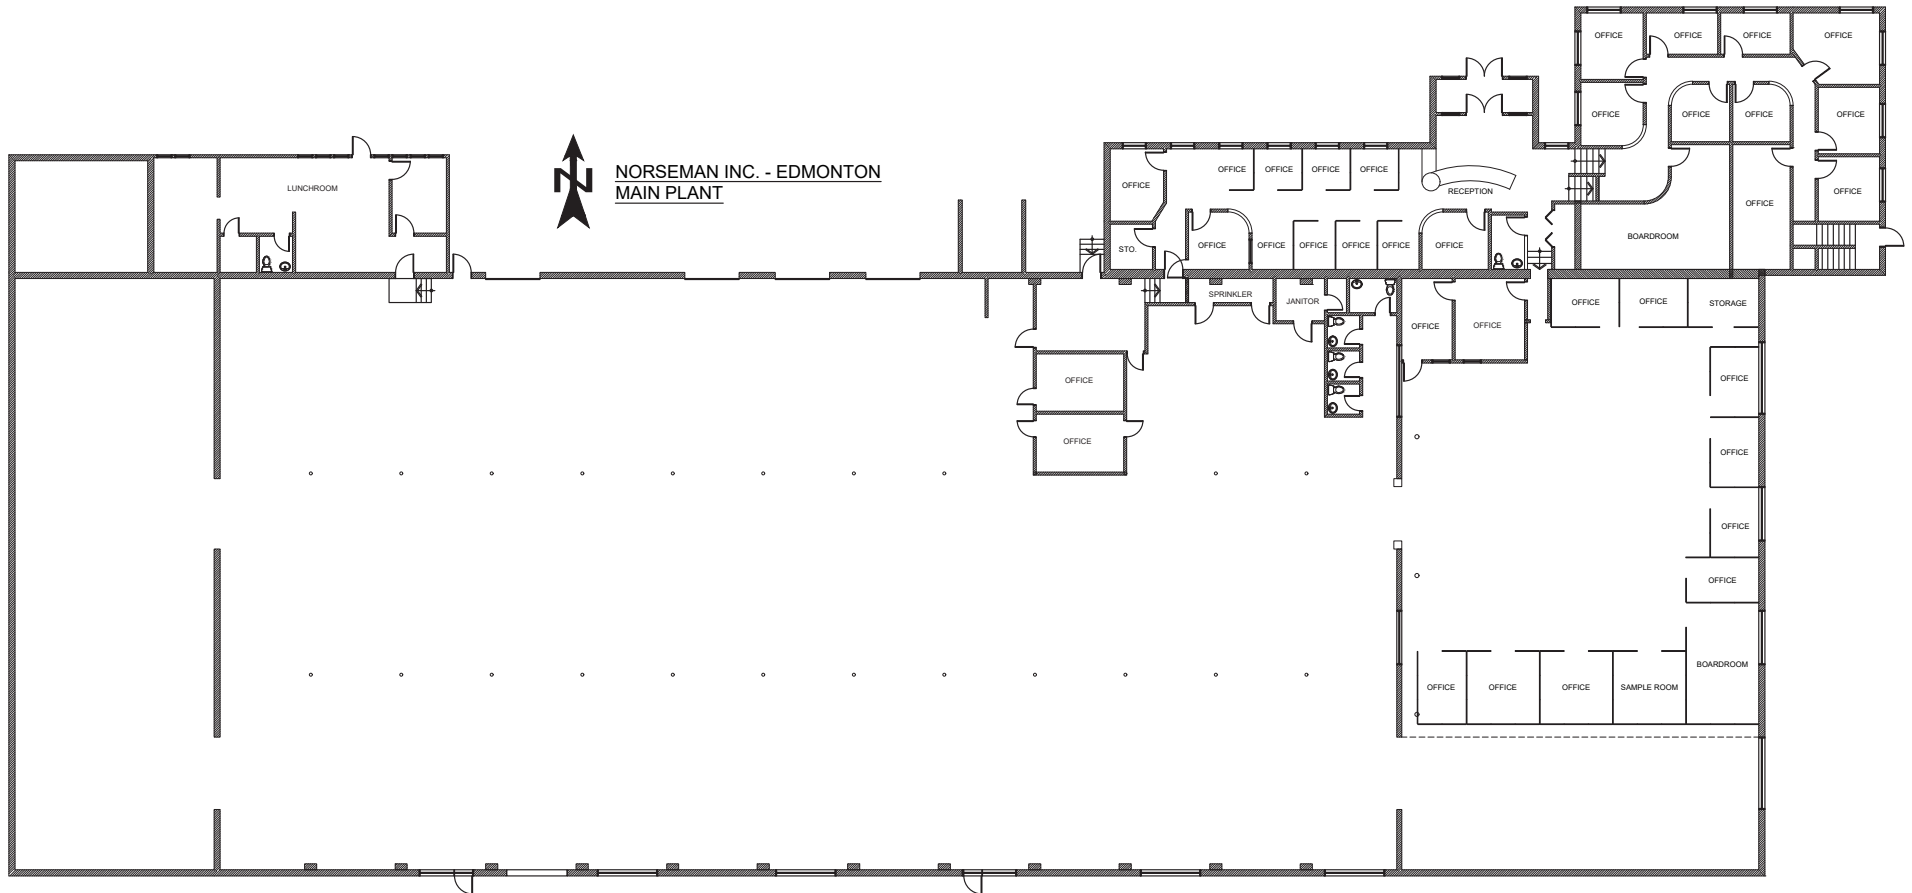 OFFICE OFFICE OFFICE OFFICE
OFFICE OFFICE OFFICE OFFICE
NORSEMAN INC. - EDMONTON
MAIN PLANT
N
LUNCHROOM
OFFICE OFFICE OFFICE OFFICE
OFFICE
RECEPTION
OFFICE
OFFICE
STO.
OFFICE OFFICE OFFICE OFFICE OFFICE OFFICE
BOARDROOM
SPRINKLER
JANITOR
OFFICE OFFICE
OFFICE OFFICE STORAGE
OFFICE
OFFICE
OFFICE
OFFICE
OFFICE
OFFICE
OFFICE OFFICE OFFICE SAMPLE ROOM
BOARDROOM